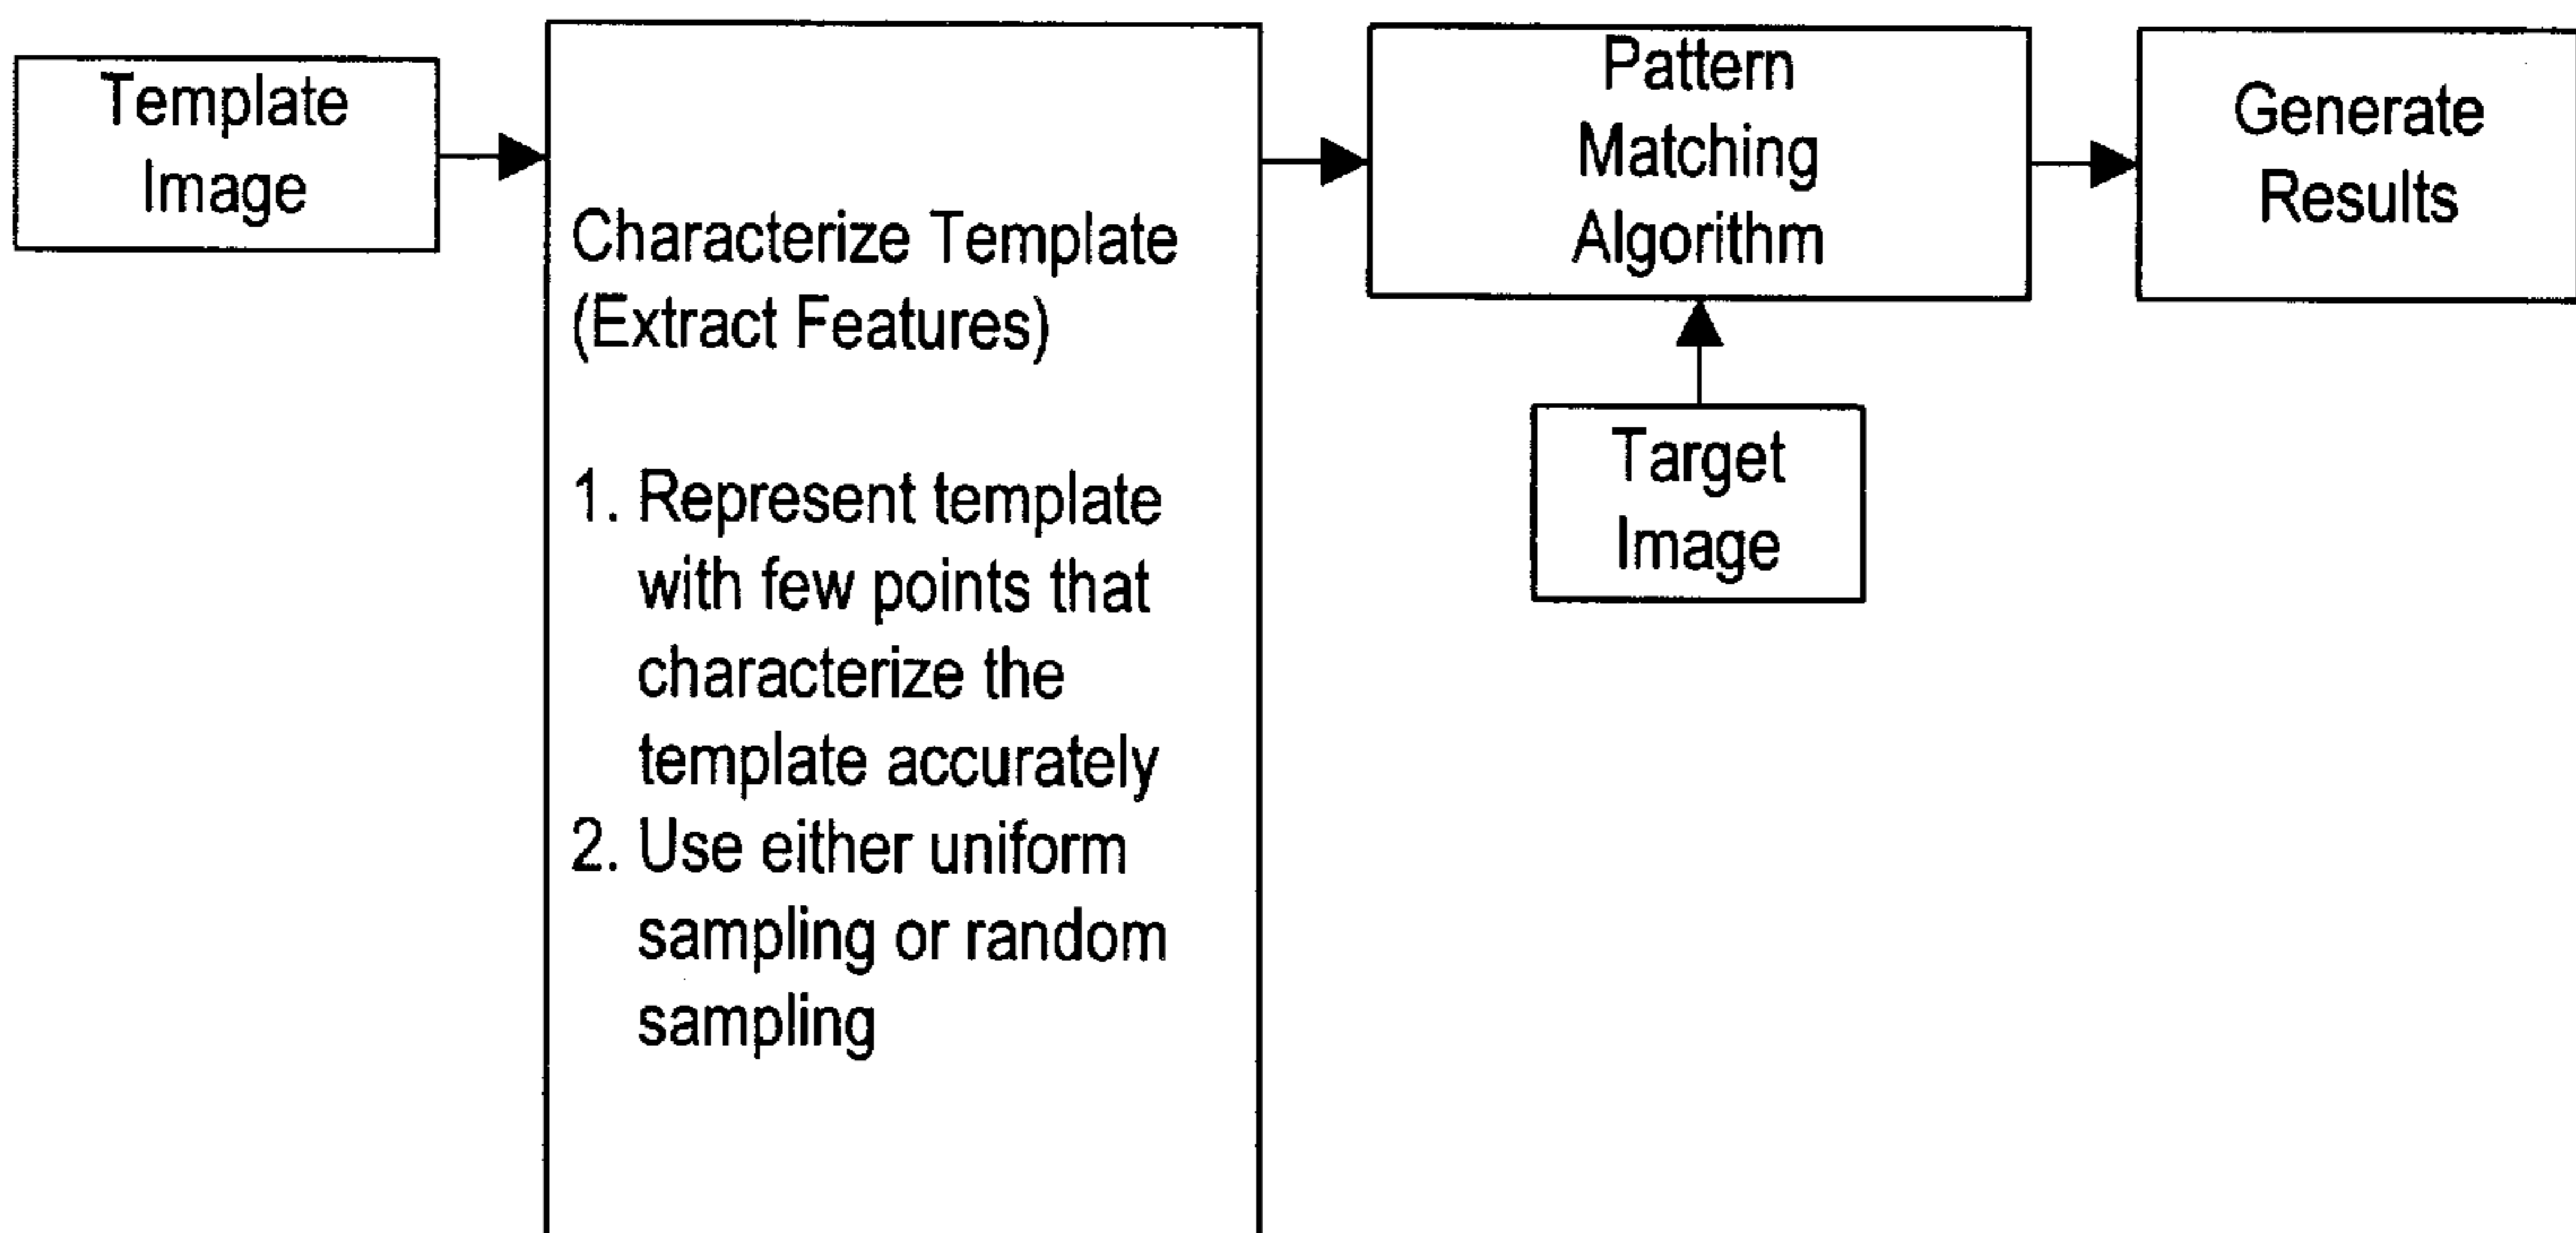 Template
Image
Characterize Template
(Extract Features)
1. Represent template
with few points that
characterize the
template accurately
2. Use either uniform
sampling or random
sampling
Pattern
Matching
Algorithm
Target
Image
Generate
Results